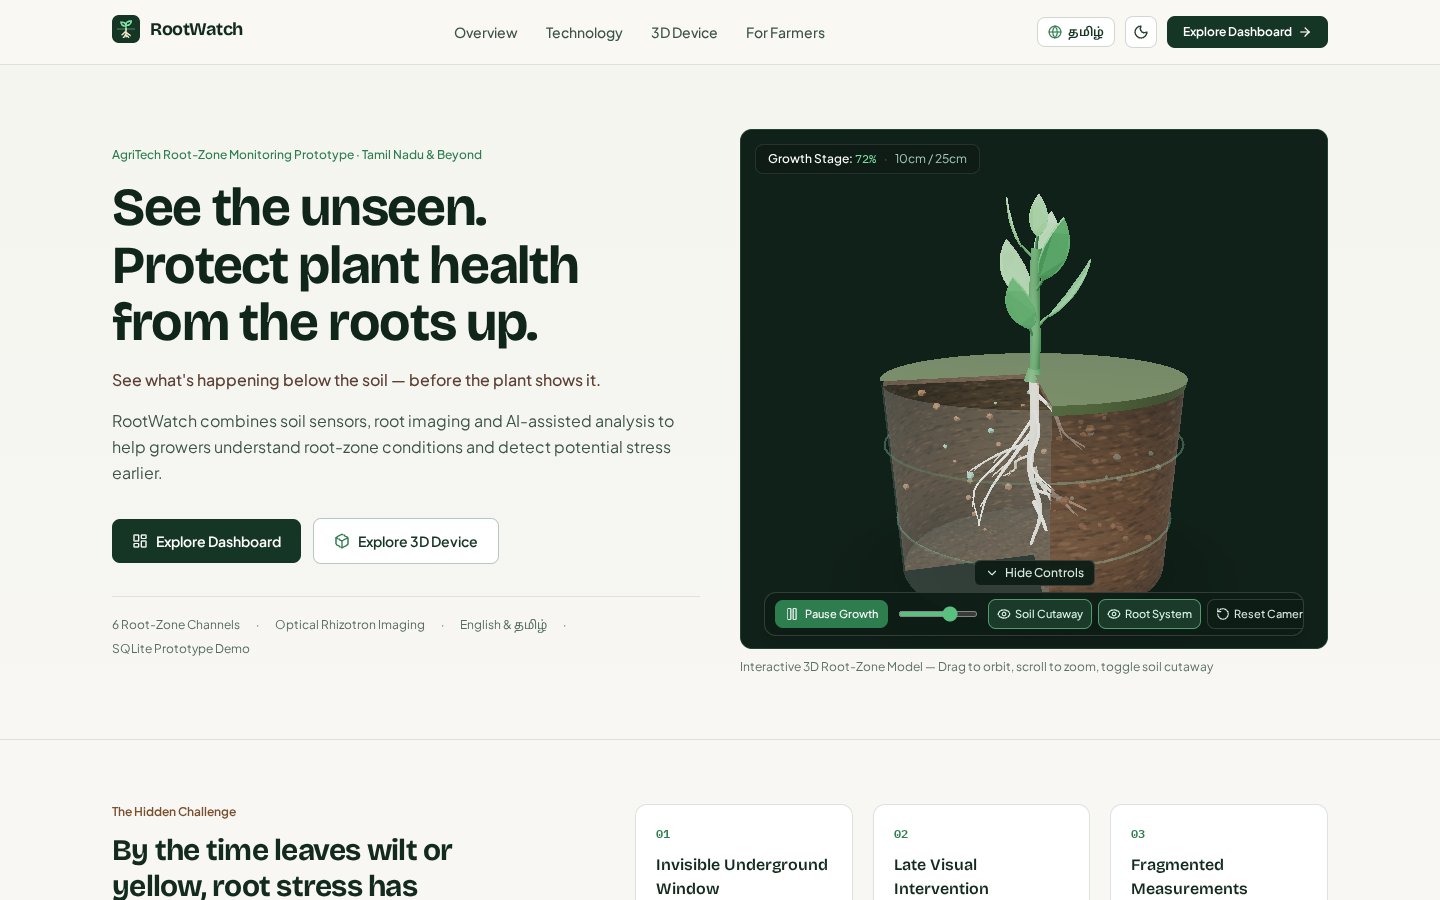 RootWatch
Overview
Technology
3D Device
For Farmers
தமிழ்
Explore Dashboard
AgriTech Root-Zone Monitoring Prototype · Tamil Nadu & Beyond
See the unseen.
Protect plant health
from the roots up.
See what's happening below the soil — before the plant shows it.
RootWatch combines soil sensors, root imaging and AI-assisted analysis to
help growers understand root-zone conditions and detect potential stress
earlier.
Explore Dashboard
Explore 3D Device
6 Root-Zone Channels · Optical Rhizotron Imaging · English & தமிழ் ·
SQLite Prototype Demo
Growth Stage: 72% · 10cm / 25cm
Hide Controls
Pause Growth
Soil Cutaway
Root System
Reset Camer
Interactive 3D Root-Zone Model — Drag to orbit, scroll to zoom, toggle soil cutaway
The Hidden Challenge
By the time leaves wilt or
yellow, root stress has
01
Invisible Underground
Window
02
Late Visual
Intervention
03
Fragmented
Measurements